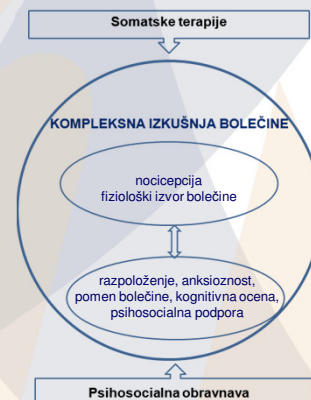 Somatske terapije
KOMPLEKSNA IZKUŠNJA BOLEČINE
nocicepcija
fiziološki izvor bolečine
razpoloženje, anksioznost,
pomen bolečine, kognitivna ocena,
psihosocialna podpora
Psihosocialna obravnava